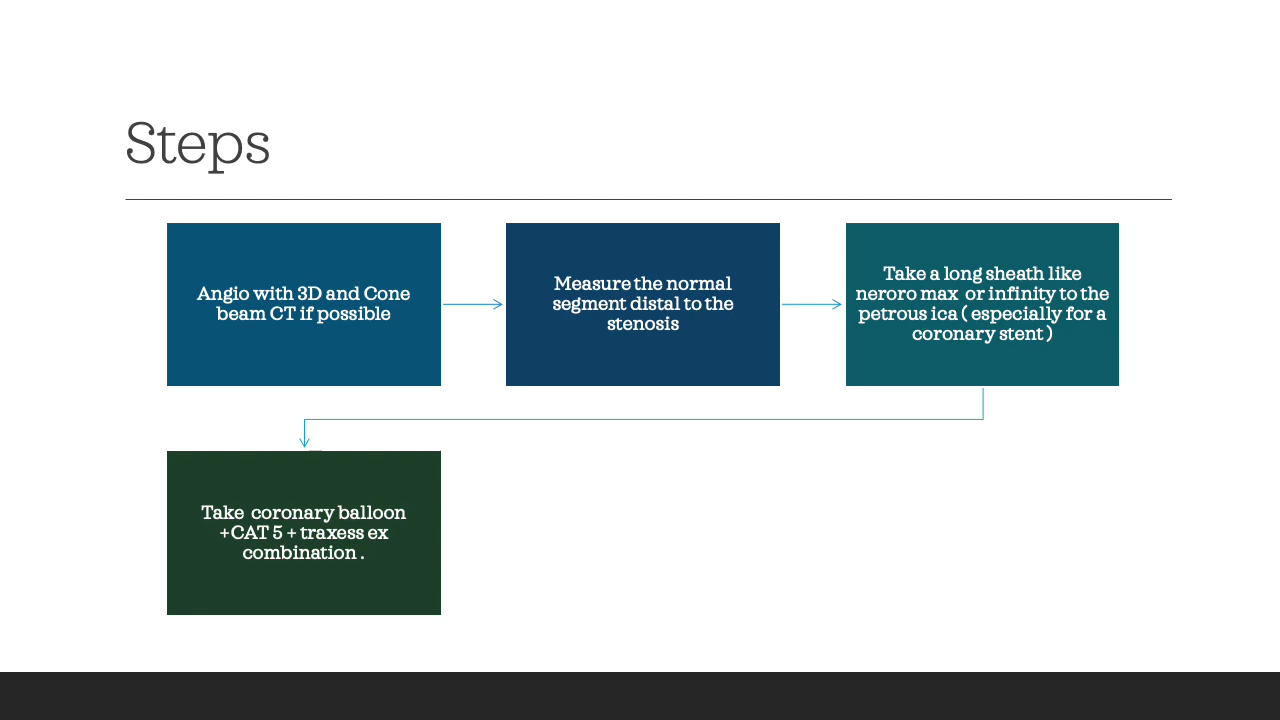 Steps
Angio with 3D and Cone
beam CT if possible
Measure the normal
segment distal to the
stenosis
Take a long sheath like
neroro max or infinity to the
petrous ica ( especially for a
coronary stent )
Take coronary balloon
+CAT 5 + traxess ex
combination .